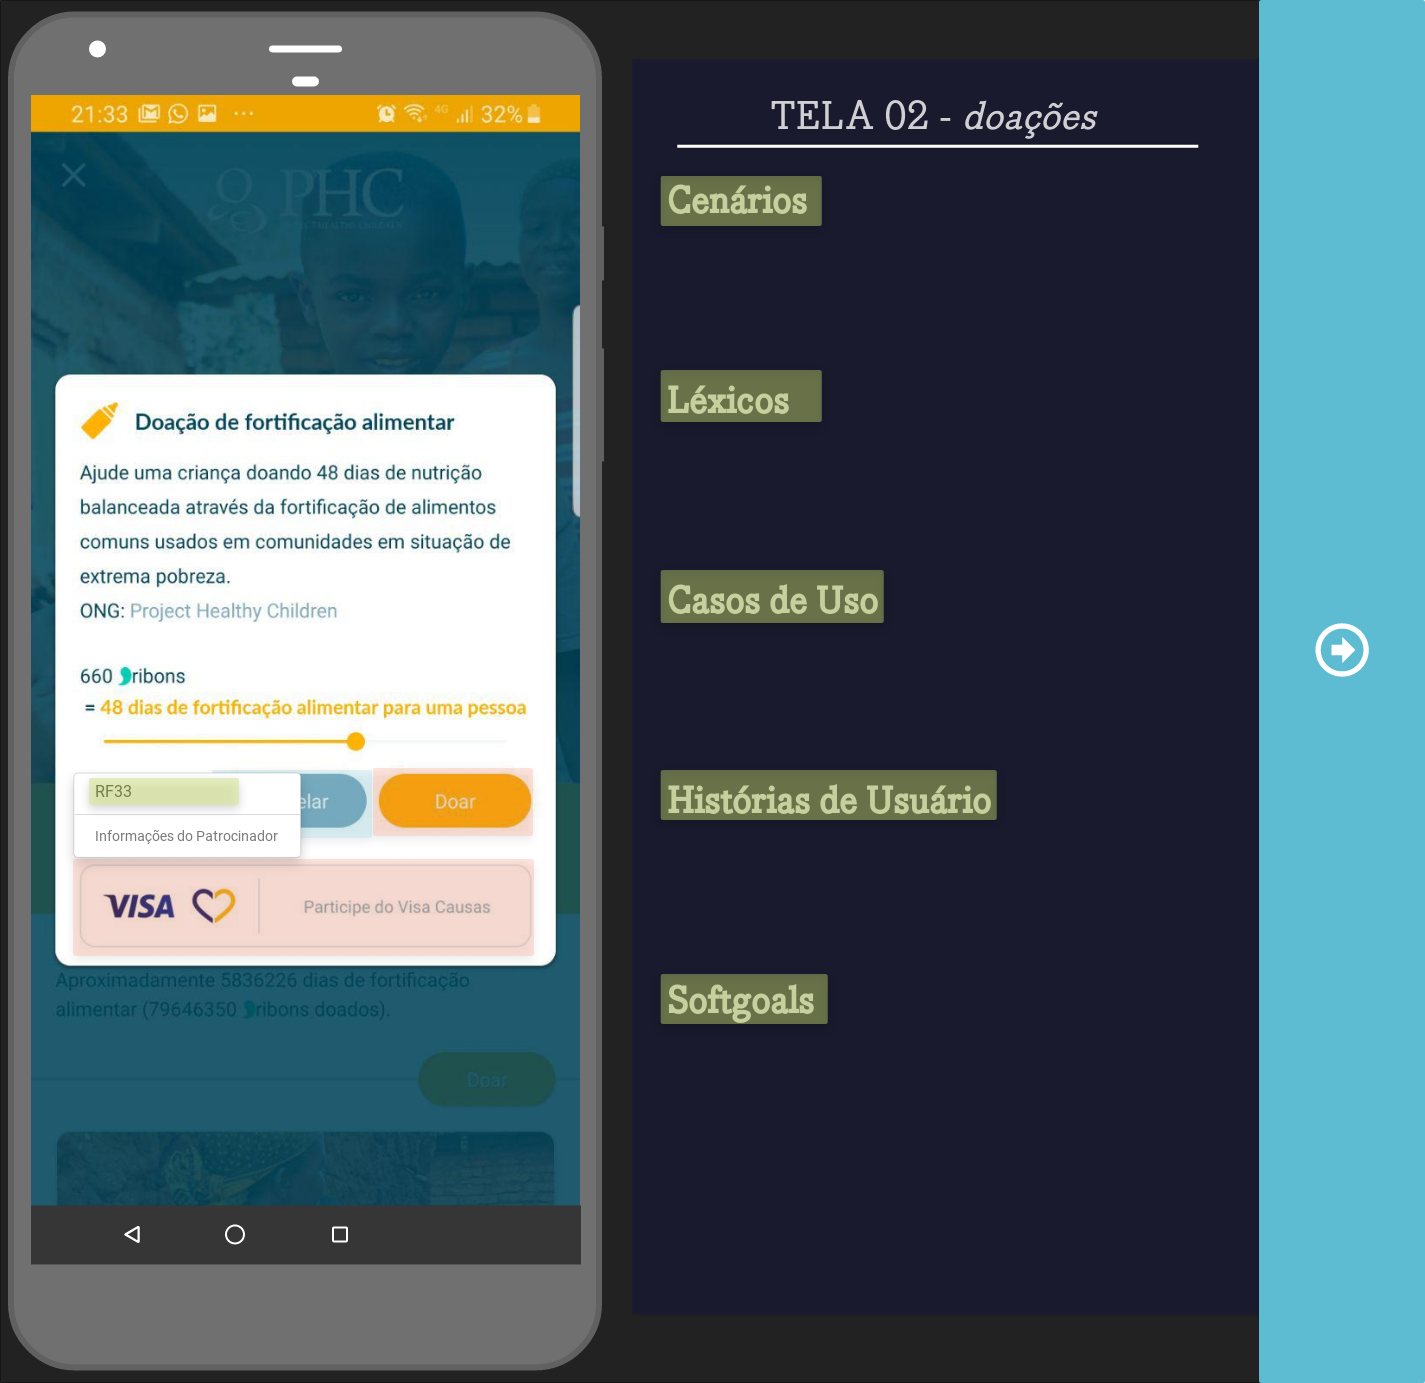 21:33 ... 4G 32%
PHC
Doação de fortificação alimentar
Ajude uma criança doando 48 dias de nutrição
balanceada através da fortificação de alimentos
comuns usados em comunidades em situação de
extrema pobreza.
ONG: Project Healthy Children
660 ribons
= 48 dias de fortificação alimentar para uma pessoa
RF33
elar
Doar
Informações do Patrocinador
VISA
Participe do Visa Causas
Aproximadamente 5836226 dias de fortificação
alimentar (79646350 ribons doados).
Doar
TELA 02 - doações
Cenários
Léxicos
Casos de Uso
Histórias de Usuário
Softgoals